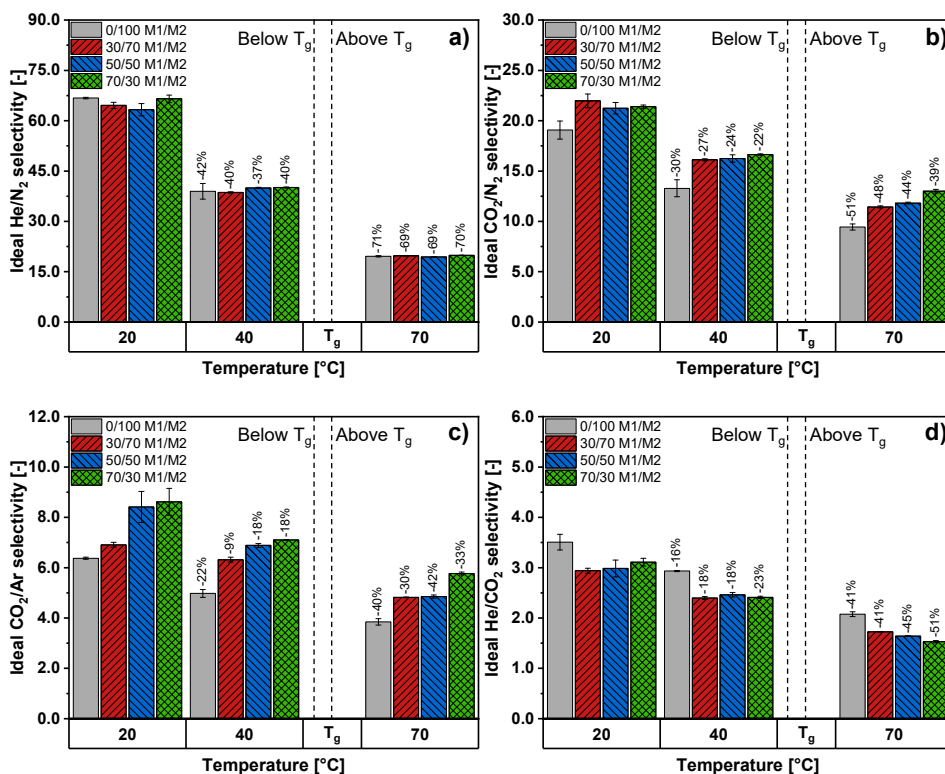 90.0
75.0
60.0
45.0
30.0
15.0
0.0
Ideal He/N2 selectivity [-]
0/100 M1/M2
30/70 M1/M2
50/50 M1/M2
70/30 M1/M2
Below Tg
Above Tg
a)
-42%
-40%
-37%
-40%
-71%
-69%
-69%
-70%
20
40
Tg
70
Temperature [°C]
30.0
25.0
20.0
15.0
10.0
5.0
0.0
Ideal CO2/N2 selectivity [-]
0/100 M1/M2
30/70 M1/M2
50/50 M1/M2
70/30 M1/M2
Below Tg
Above Tg
b)
-30%
-27%
-24%
-22%
-51%
-48%
-44%
-39%
20
40
Tg
70
Temperature [°C]
12.0
10.0
8.0
6.0
4.0
2.0
0.0
Ideal CO2/Ar selectivity [-]
0/100 M1/M2
30/70 M1/M2
50/50 M1/M2
70/30 M1/M2
Below Tg
Above Tg
c)
-22%
-9%
-18%
-18%
-40%
-30%
-42%
-33%
20
40
Tg
70
Temperature [°C]
6.0
5.0
4.0
3.0
2.0
1.0
0.0
Ideal He/CO2 selectivity [-]
0/100 M1/M2
30/70 M1/M2
50/50 M1/M2
70/30 M1/M2
Below Tg
Above Tg
d)
-16%
-18%
-18%
-23%
-41%
-41%
-45%
-51%
20
40
Tg
70
Temperature [°C]